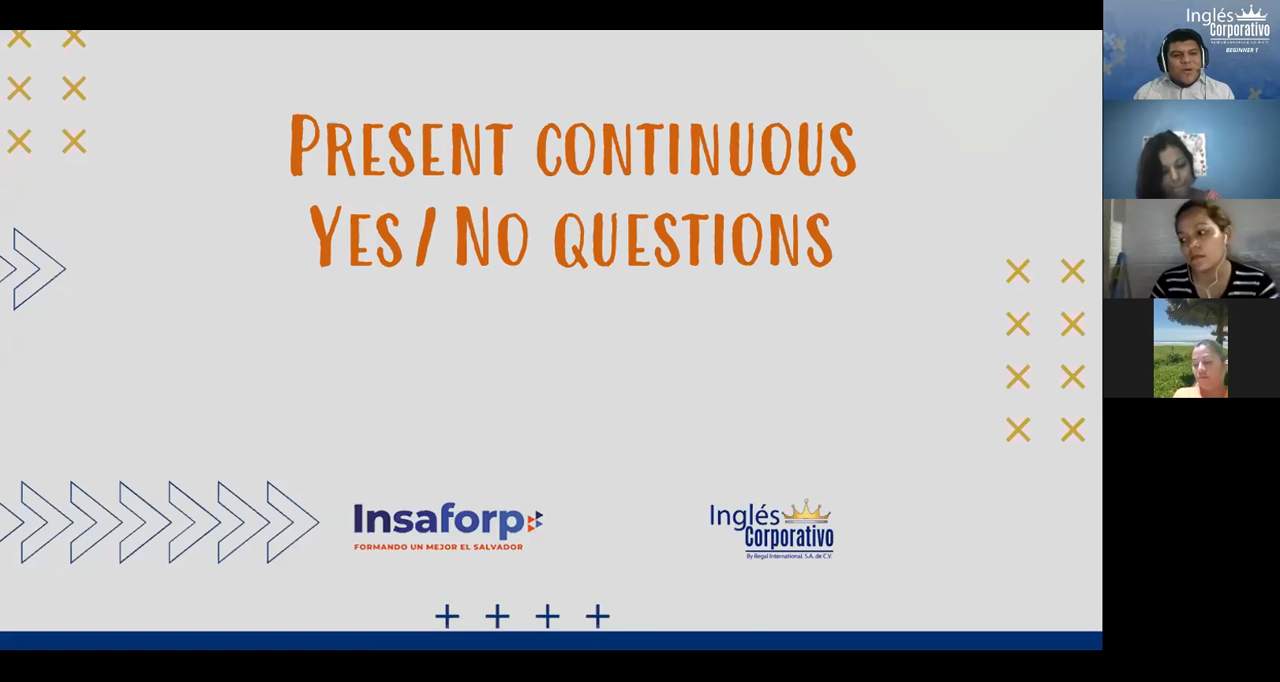 PRESENT CONTINUOUS
YES / NO QUESTIONS
Insaforp
FORMANDO UN MEJOR EL SALVADOR
Inglés
Corporativo
By Regal International, S.A. de C.V.
Inglés
Corporativo
BEGINNER 1